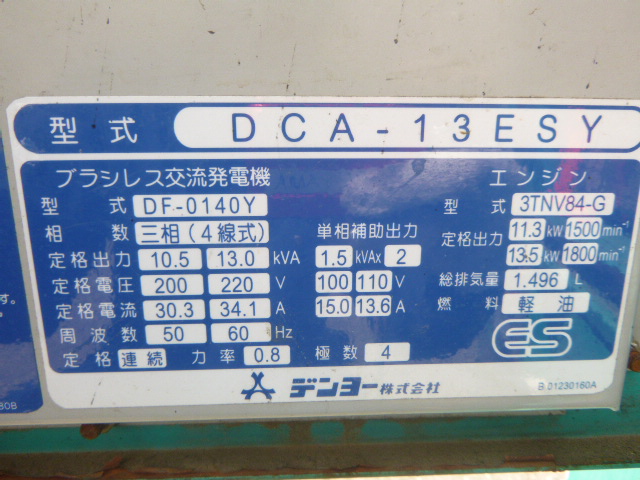 型式 DCA-13ESY
ブラシレス交流発電機
型式 DF-0140Y
相数 三相(4線式)
定格出力 10.5 13.0 kVA
定格電圧 200 220 V
定格電流 30.3 34.1 A
周波数 50 60 Hz
定格 連続 力率 0.8 極数 4
単相補助出力
1.5 kVAx 2
100 110 V
15.0 13.6 A
エンジン
型式 3TNV84-G
定格出力 11.3 kW 1500 min⁻¹
13.5 kW 1800 min⁻¹
総排気量 1.496 L
燃料 軽油
ES
デンヨー株式会社
B 01230160A
す。
80B